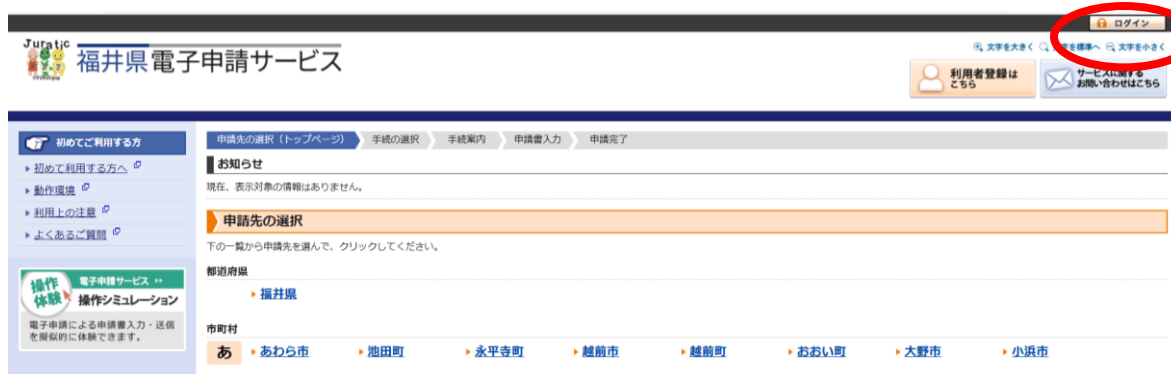 ログイン
Juratic
福井県電子申請サービス
文字を大きく 文字を標準へ 文字を小さく
利用者登録は
こちら
サービスに関する
お問い合わせはこちら
初めてご利用する方
初めて利用する方へ
動作環境
利用上の注意
よくあるご質問
操作
体験
電子申請サービス
操作シミュレーション
電子申請による申請書入力・送信
を擬似的に体験できます。
申請先の選択（トップページ） 手続の選択 手続案内 申請書入力 申請完了
お知らせ
現在、表示対象の情報はありません。
申請先の選択
下の一覧から申請先を選んで、クリックしてください。
都道府県
福井県
市町村
あ あわら市 池田町 永平寺町 越前市 越前町 おおい町 大野市 小浜市